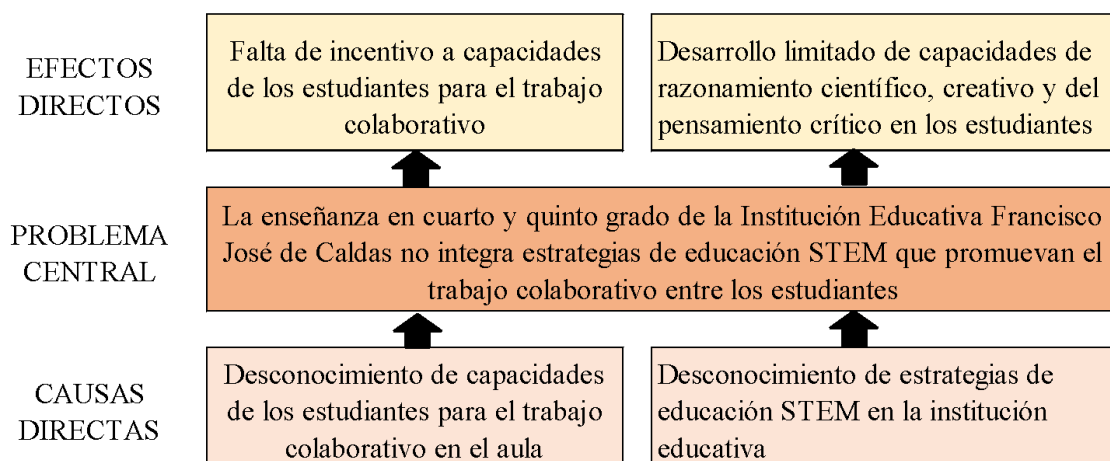 EFECTOS
DIRECTOS
Falta de incentivo a capacidades
de los estudiantes para el trabajo
colaborativo
Desarrollo limitado de capacidades de
razonamiento científico, creativo y del
pensamiento crítico en los estudiantes
PROBLEMA
CENTRAL
La enseñanza en cuarto y quinto grado de la Institución Educativa Francisco
José de Caldas no integra estrategias de educación STEM que promuevan el
trabajo colaborativo entre los estudiantes
CAUSAS
DIRECTAS
Desconocimiento de capacidades
de los estudiantes para el trabajo
colaborativo en el aula
Desconocimiento de estrategias de
educación STEM en la institución
educativa